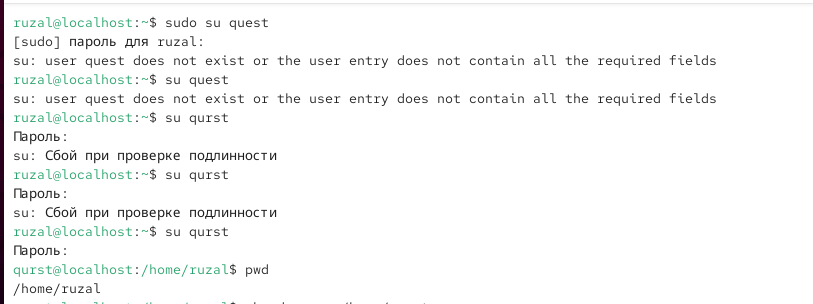 ruzal@localhost:~$ sudo su quest
[sudo] пароль для ruzal:
su: user quest does not exist or the user entry does not contain all the required fields
ruzal@localhost:~$ su quest
su: user quest does not exist or the user entry does not contain all the required fields
ruzal@localhost:~$ su qurst
Пароль:
su: Сбой при проверке подлинности
ruzal@localhost:~$ su qurst
Пароль:
su: Сбой при проверке подлинности
ruzal@localhost:~$ su qurst
Пароль:
qurst@localhost:/home/ruzal$ pwd
/home/ruzal